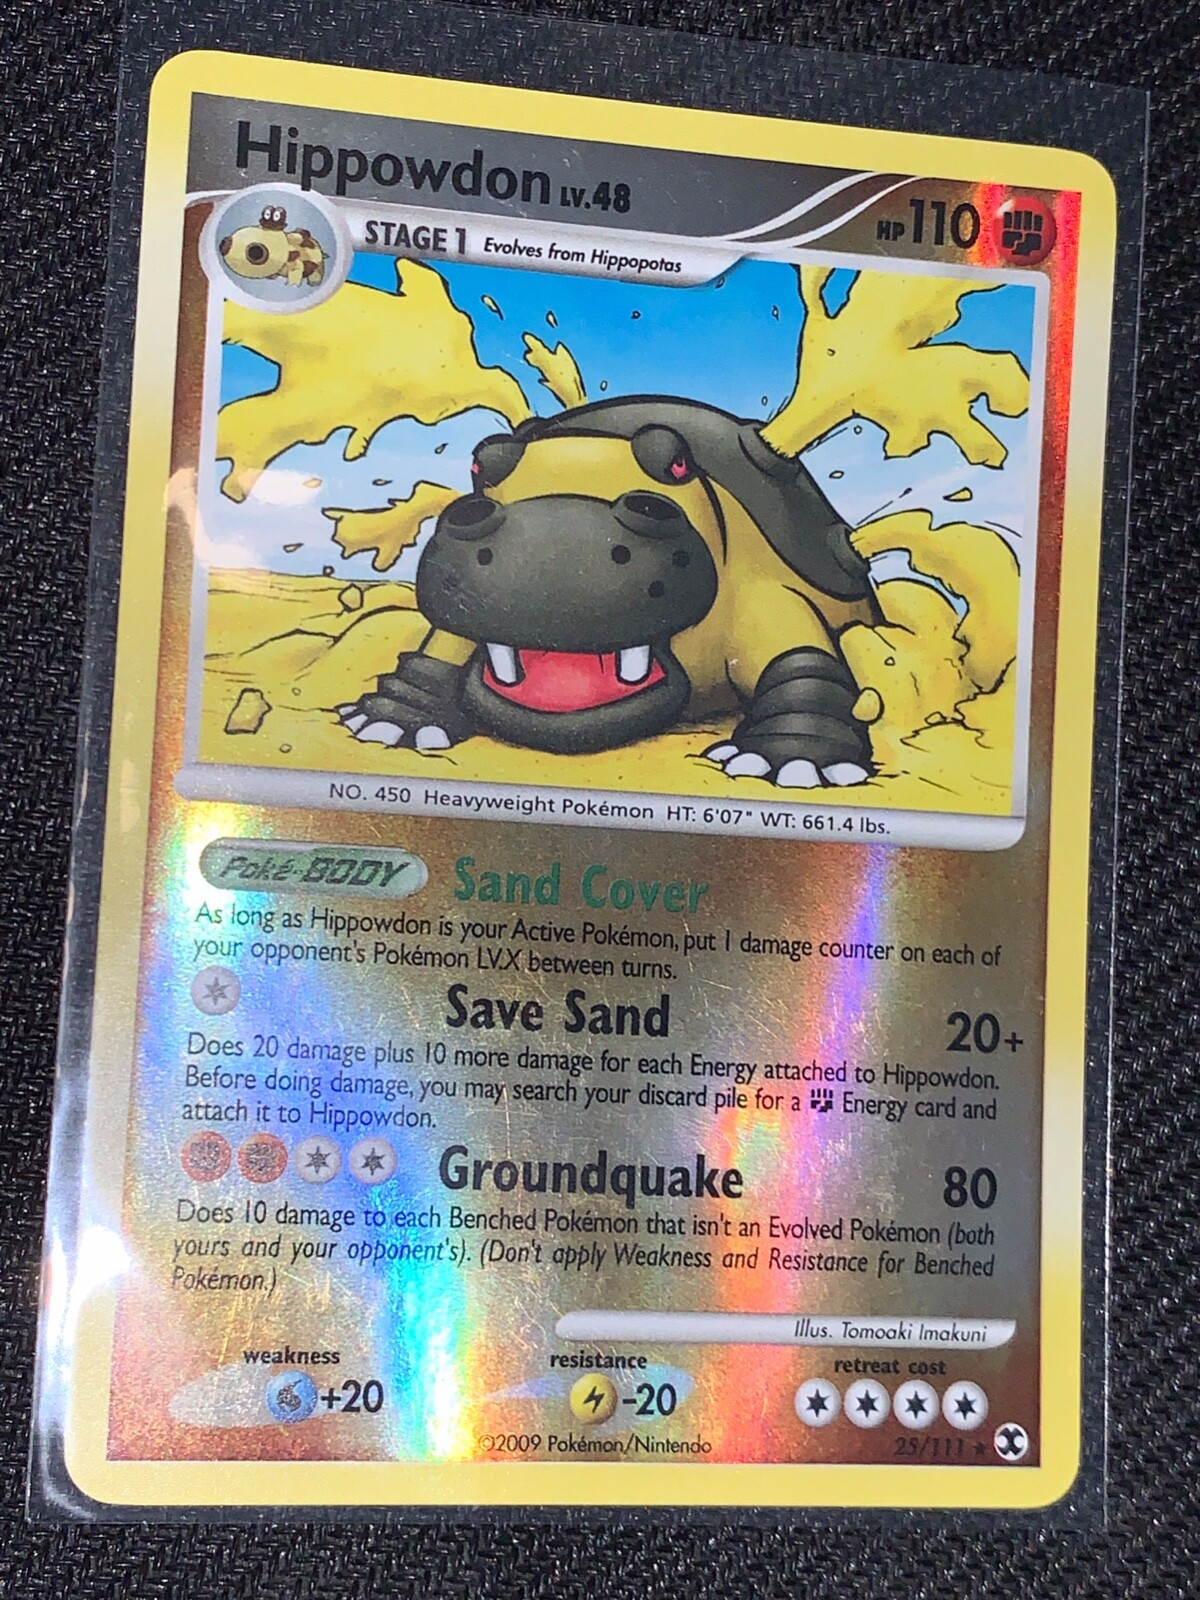 Hippowdon LV.48
HP 110
STAGE 1 Evolves from Hippopotas
NO. 450 Heavyweight Pokémon HT: 6'07" WT: 661.4 lbs.
Poké-BODY Sand Cover
As long as Hippowdon is your Active Pokémon, put 1 damage counter on each of
your opponent's Pokémon LV.X between turns.
Save Sand 20+
Does 20 damage plus 10 more damage for each Energy attached to Hippowdon.
Before doing damage, you may search your discard pile for a Energy card and
attach it to Hippowdon.
Groundquake 80
Does 10 damage to each Benched Pokémon that isn't an Evolved Pokémon (both
yours and your opponent's). (Don't apply Weakness and Resistance for Benched
Pokémon.)
Illus. Tomoaki Imakuni
weakness resistance retreat cost
+20 -20
©2009 Pokémon/Nintendo 25/111